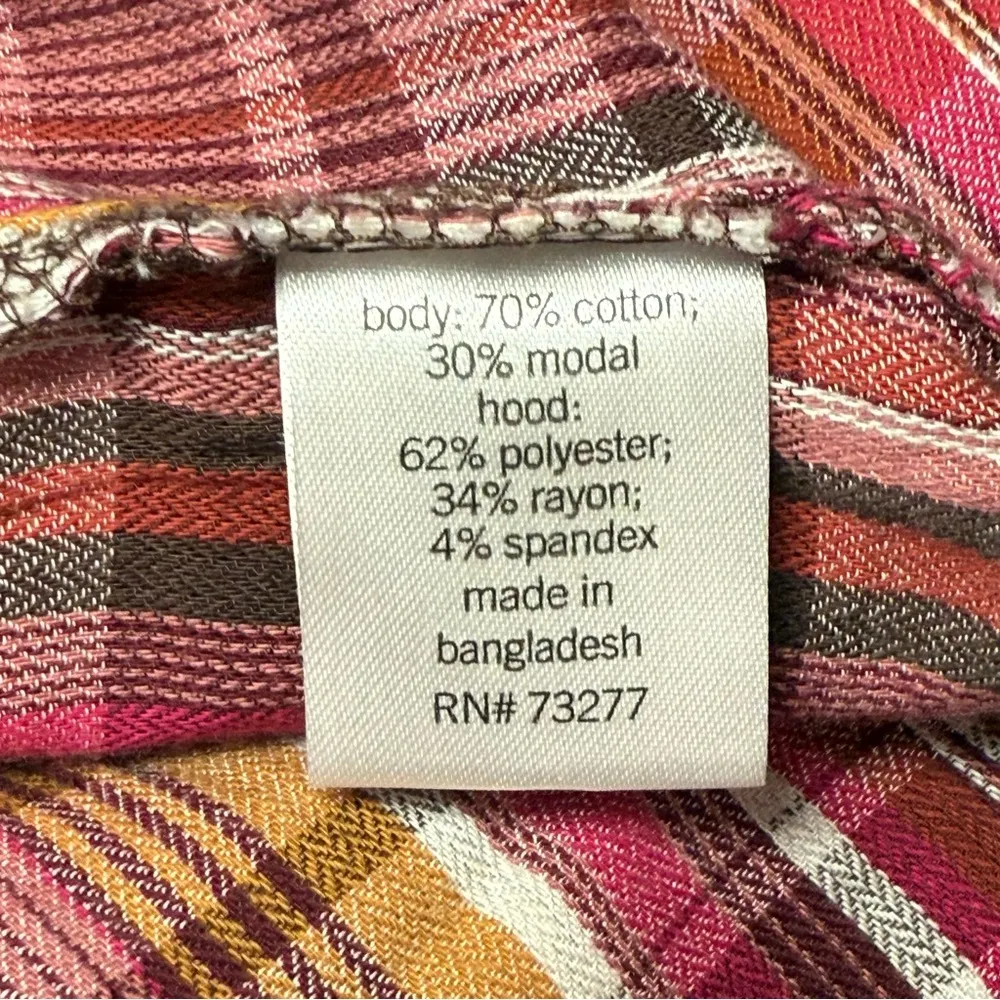 body: 70% cotton;
30% modal
hood:
62% polyester;
34% rayon;
4% spandex
made in
bangladesh
RN# 73277